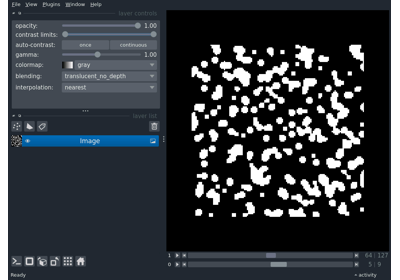 File View Plugins Window Help
layer controls
opacity: 1.00
contrast limits:
auto-contrast: once continuous
gamma: 1.00
colormap: gray
blending: translucent_no_depth
interpolation: nearest
layer list
Image
1 64 127
0 5 9
Ready activity